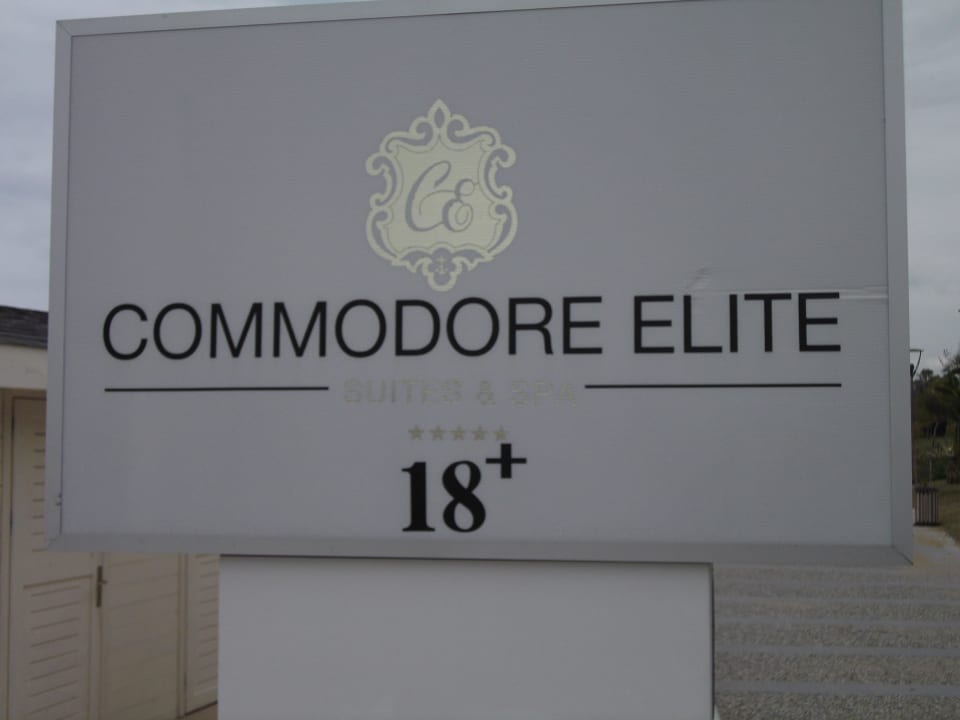 CE
COMMODORE ELITE
SUITES & SPA
18+